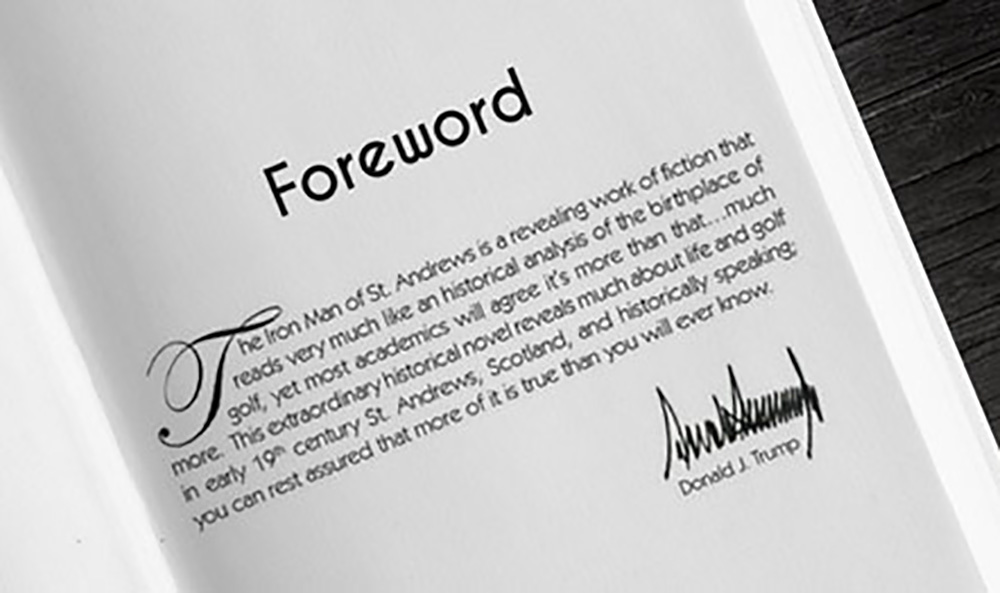 Foreword
The Iron Man of St. Andrews is a revealing work of fiction that
reads very much like an historical analysis of the birthplace of
golf, yet most academics will agree it's more than that....much
more. This extraordinary historical novel reveals much about life and golf
in early 19th century St. Andrews, Scotland, and historically speaking;
you can rest assured that more of it is true than you will ever know.
Donald J. Trump